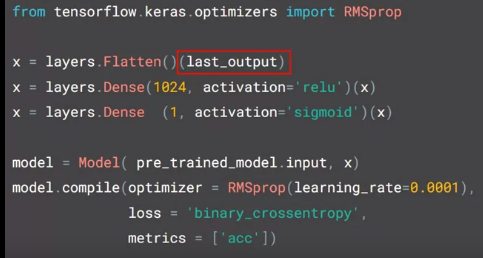 from tensorflow.keras.optimizers import RMSprop
x = layers.Flatten()(last_output)
x = layers.Dense(1024, activation='relu')(x)
x = layers.Dense  (1, activation='sigmoid')(x)
model = Model( pre_trained_model.input, x)
model.compile(optimizer = RMSprop(learning_rate=0.0001),
loss = 'binary_crossentropy',
metrics = ['acc'])